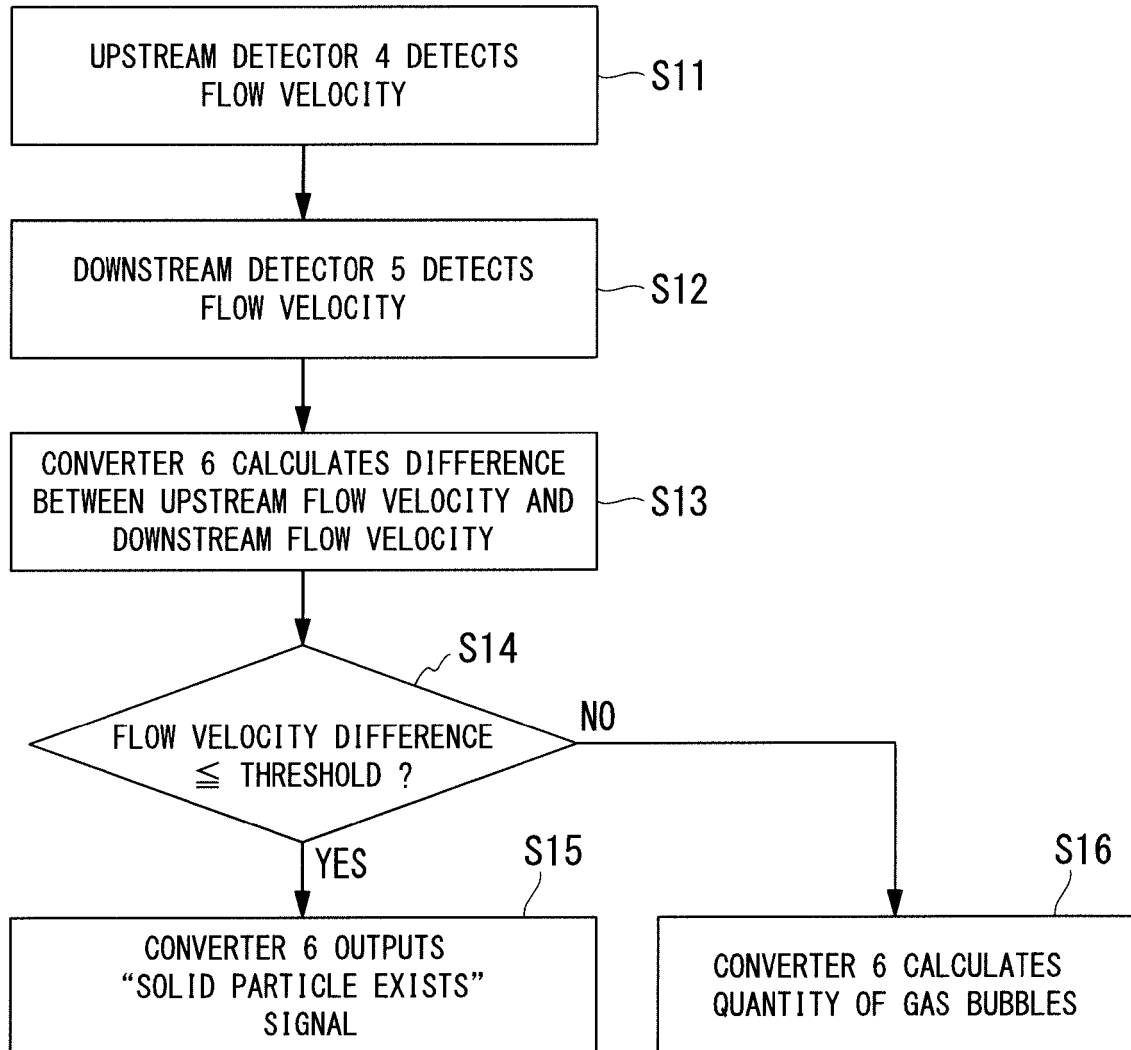 UPSTREAM DETECTOR 4 DETECTS
FLOW VELOCITY
S11
DOWNSTREAM DETECTOR 5 DETECTS
FLOW VELOCITY
S12
CONVERTER 6 CALCULATES DIFFERENCE
BETWEEN UPSTREAM FLOW VELOCITY AND
DOWNSTREAM FLOW VELOCITY
S13
S14
FLOW VELOCITY DIFFERENCE
≦ THRESHOLD ?
NO
YES
S15
CONVERTER 6 OUTPUTS
“SOLID PARTICLE EXISTS”
SIGNAL
S16
CONVERTER 6 CALCULATES
QUANTITY OF GAS BUBBLES